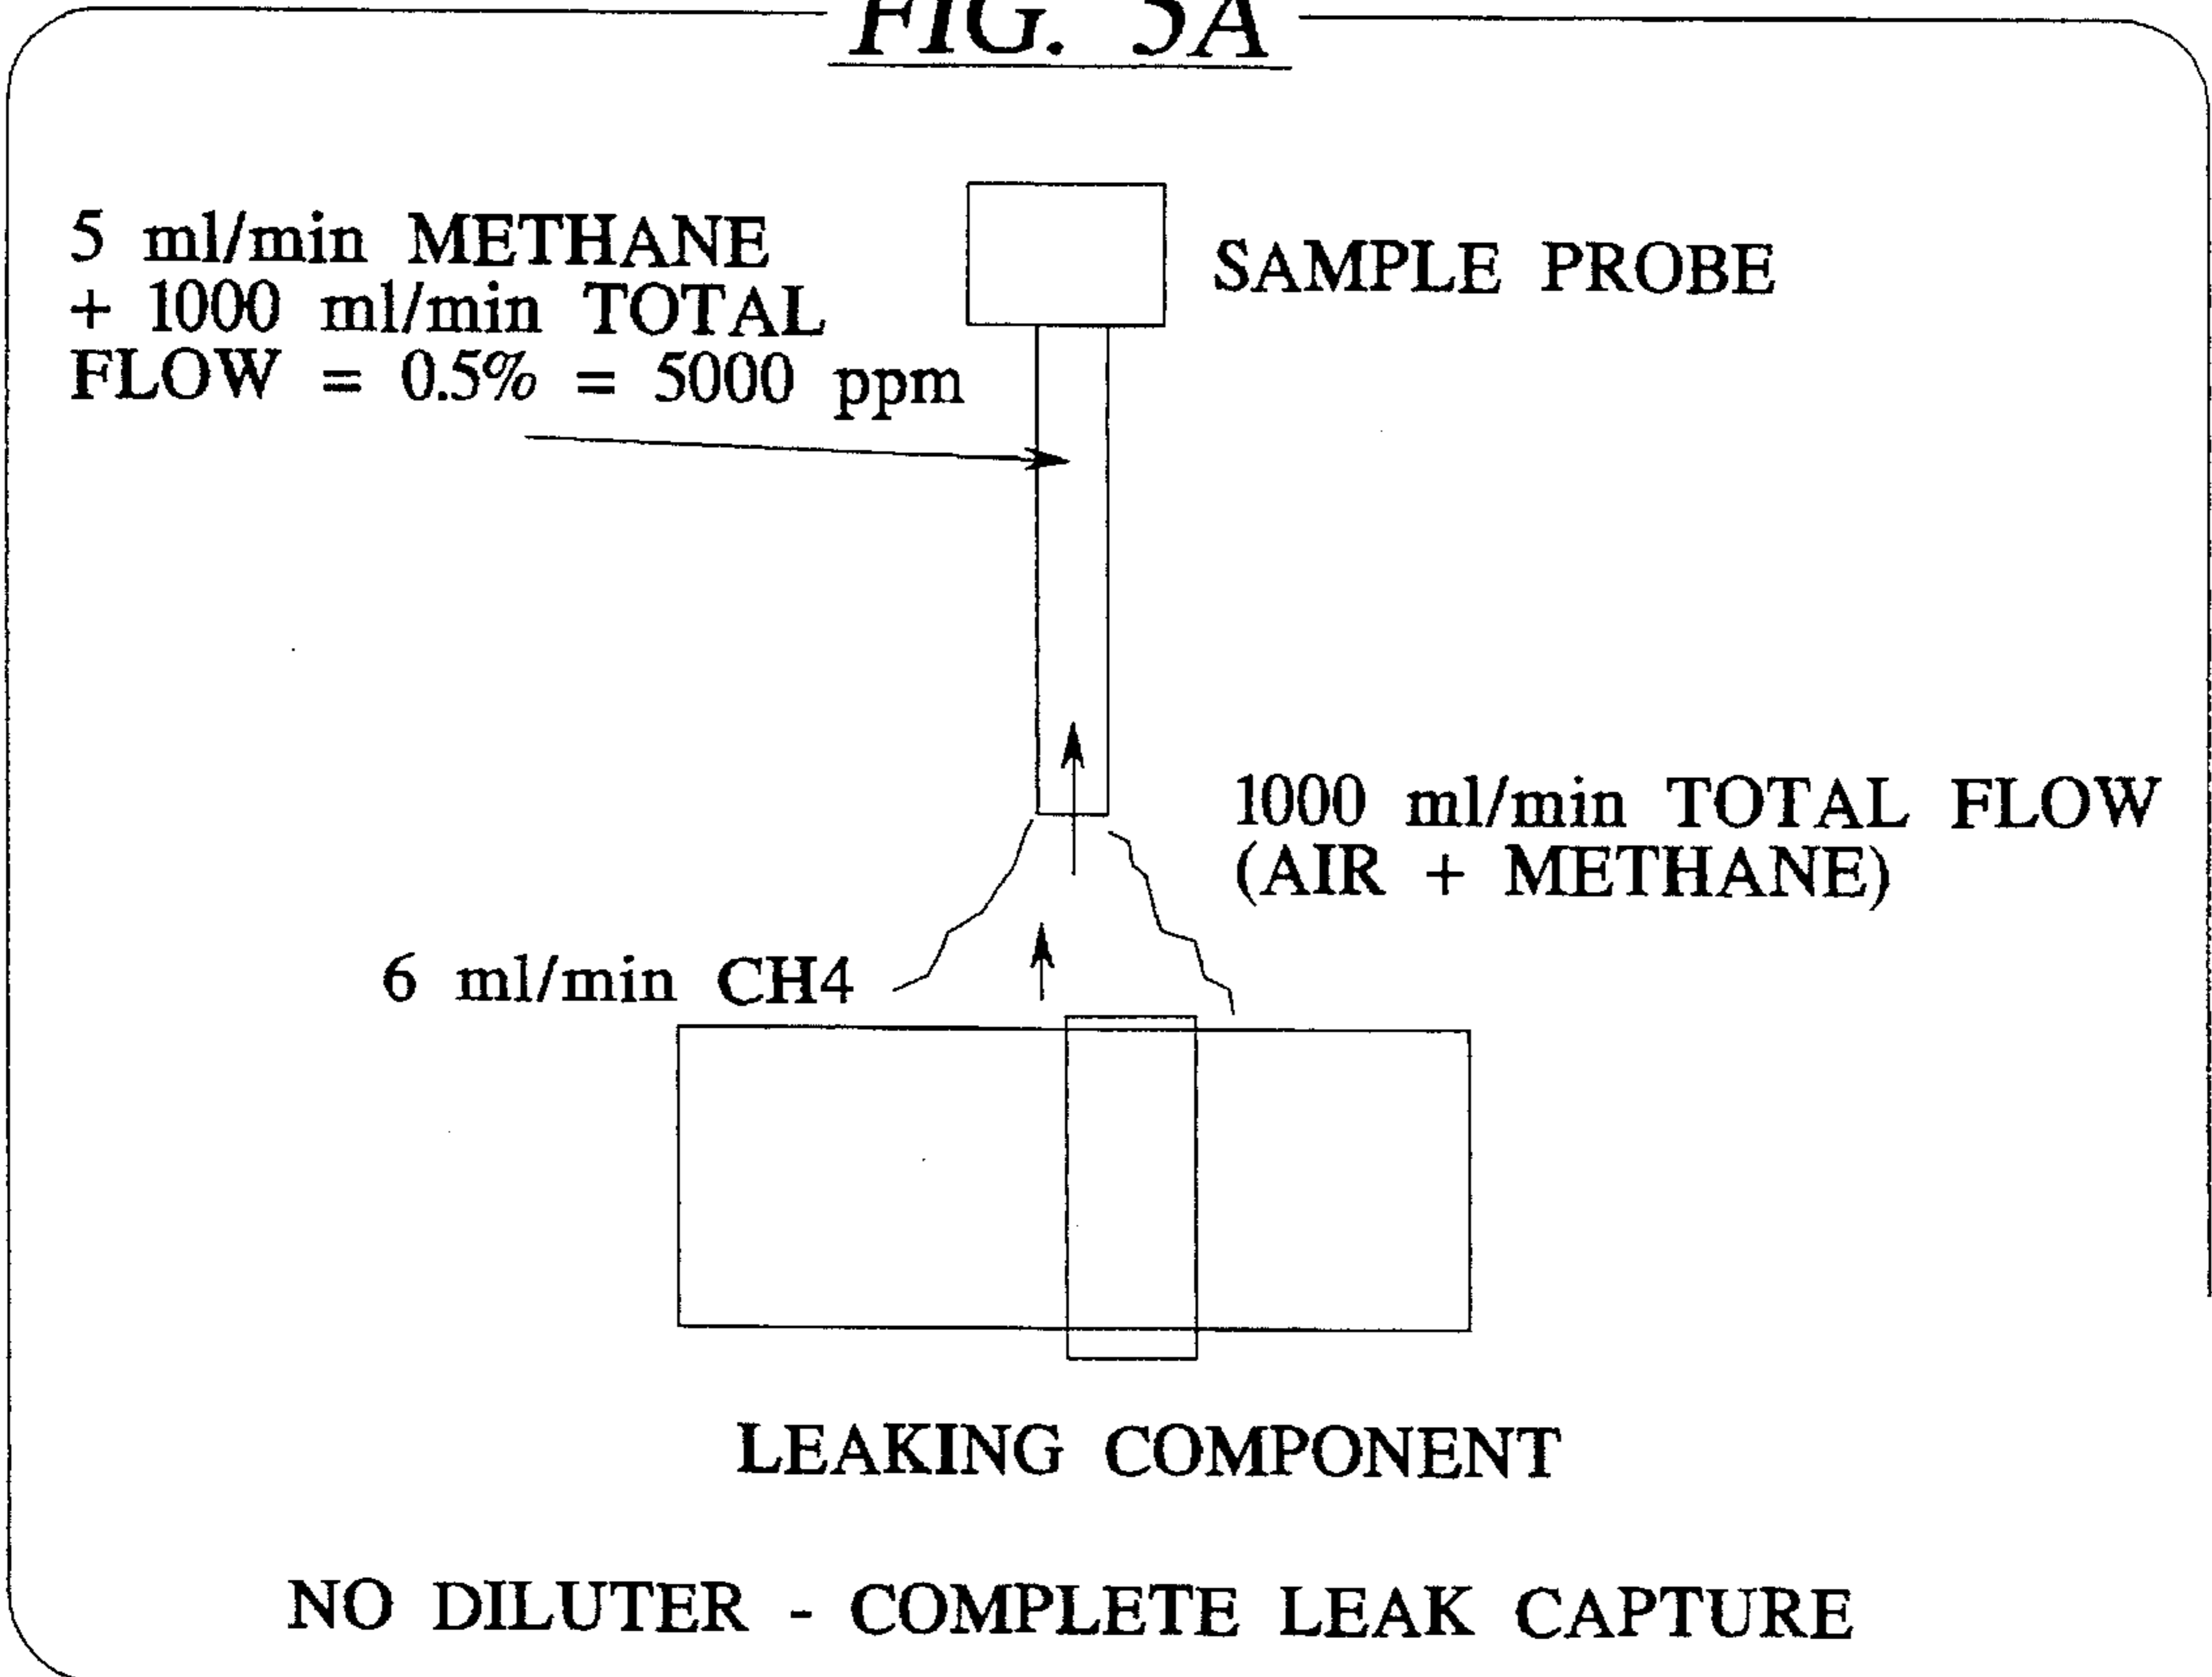 FIG. 5A
5 ml/min METHANE
+ 1000 ml/min TOTAL
FLOW = 0.5% = 5000 ppm
SAMPLE PROBE
1000 ml/min TOTAL FLOW
(AIR + METHANE)
6 ml/min CH4
LEAKING COMPONENT
NO DILUTER - COMPLETE LEAK CAPTURE